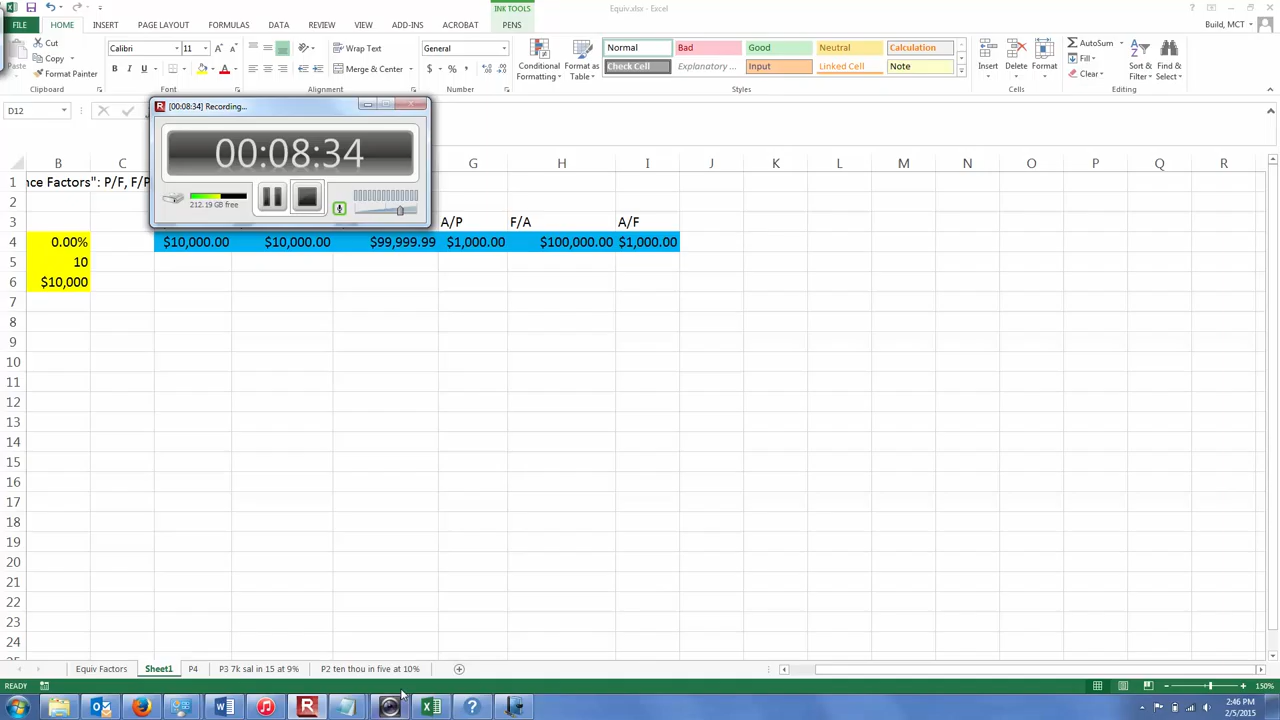 Equiv.xlsx - Excel
INK TOOLS
FILE HOME INSERT PAGE LAYOUT FORMULAS DATA REVIEW VIEW ADD-INS ACROBAT PENS
Build, MCT
Cut
Copy
Format Painter
Paste
Calibri 11
B I U
Wrap Text
Merge & Center
General
$ % ,
Conditional Formatting
Format as Table
Normal Bad Good Neutral Calculation
Check Cell Explanatory ... Input Linked Cell Note
Insert Delete Format
AutoSum
Fill
Clear
Sort & Filter
Find & Select
Clipboard Font Alignment Number Styles Cells Editing
D12
[00:08:34] Recording...
00:08:34
212.19 GB free
B C G H I J K L M N O P Q R
1 nce Factors": P/F, F/P
2
3 A/P F/A A/F
4 0.00% $10,000.00 $10,000.00 $99,999.99 $1,000.00 $100,000.00 $1,000.00
5 10
6 $10,000
7
8
9
10
11
12
13
14
15
16
17
18
19
20
21
22
23
24
Equiv Factors Sheet1 P4 P3 7k sal in 15 at 9% P2 ten thou in five at 10%
READY
150%
2:46 PM
2/5/2015